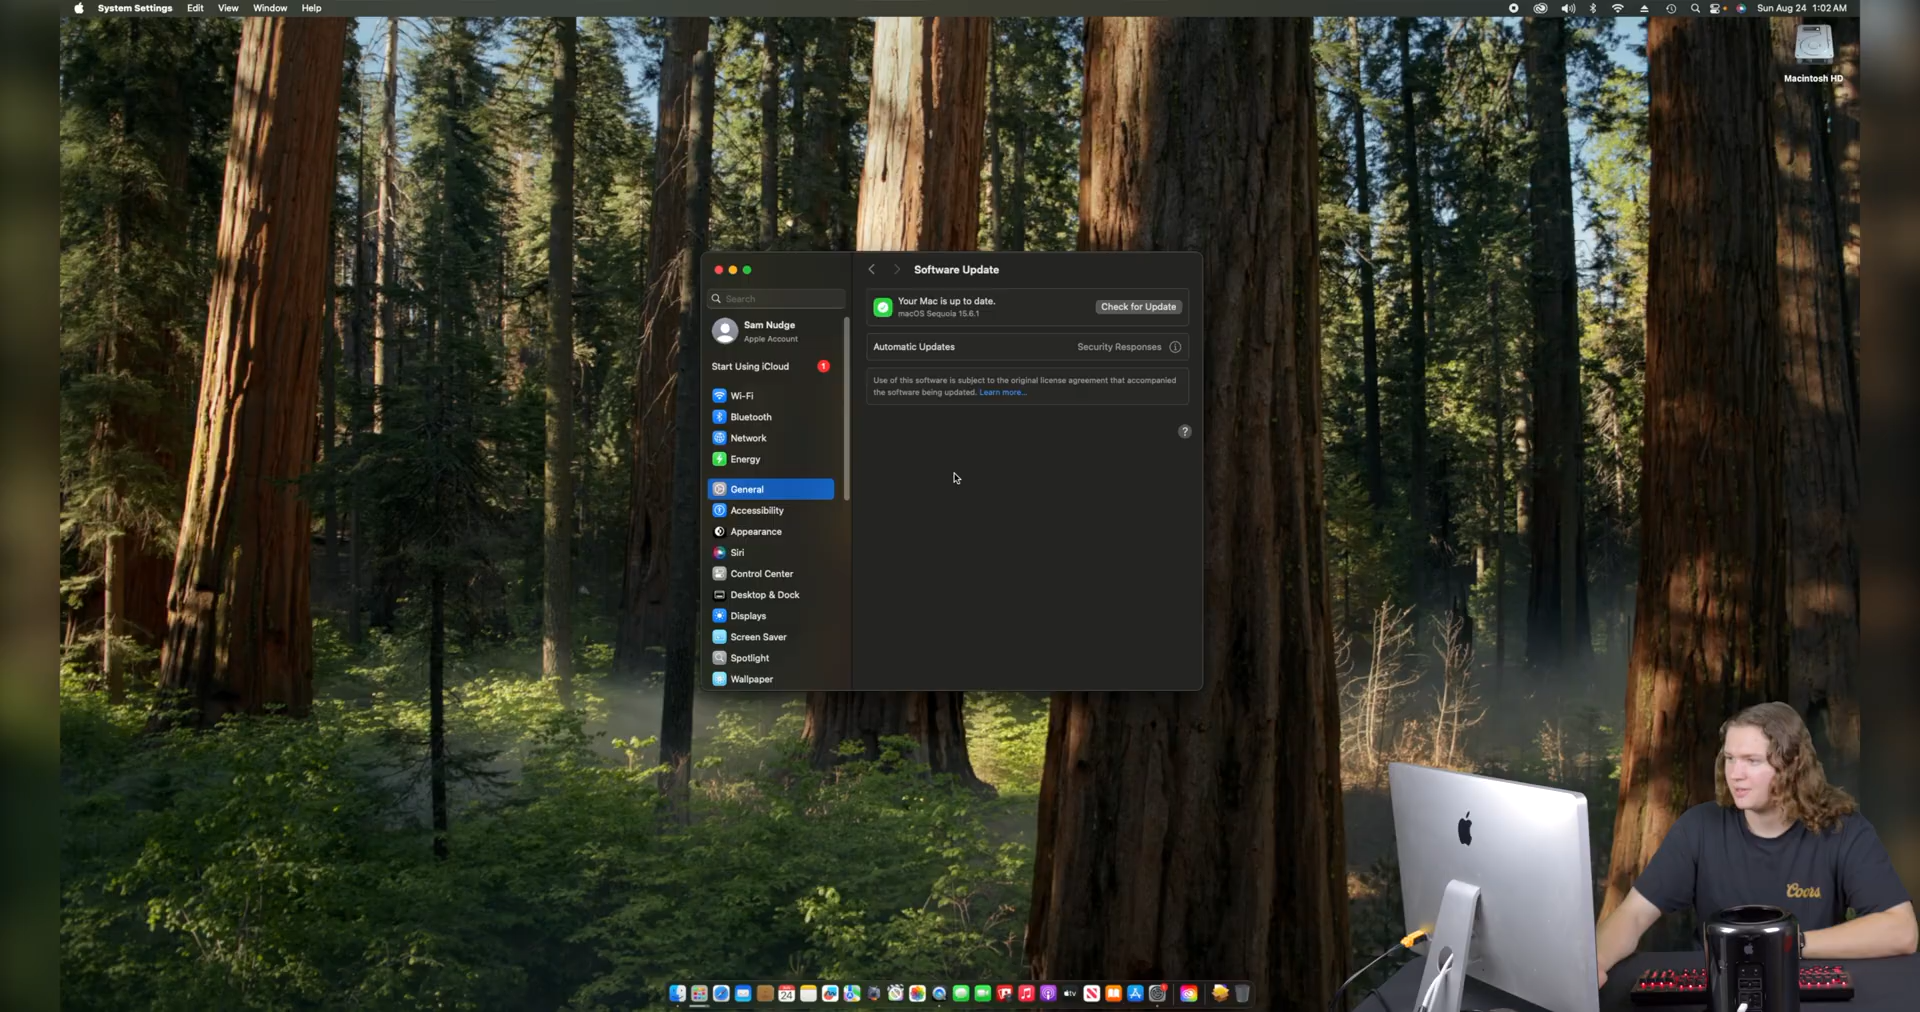 System Settings Edit View Window Help
Sun Aug 24 1:02 AM
Macintosh HD
Software Update
Search
Your Mac is up to date.
macOS Sequoia 15.6.1
Check for Update
Sam Nudge
Apple Account
Automatic Updates
Security Responses
Start Using iCloud
1
Use of this software is subject to the original license agreement that accompanied
the software being updated. Learn more...
?
Wi-Fi
Bluetooth
Network
Energy
General
Accessibility
Appearance
Siri
Control Center
Desktop & Dock
Displays
Screen Saver
Spotlight
Wallpaper
Coors
24
tv